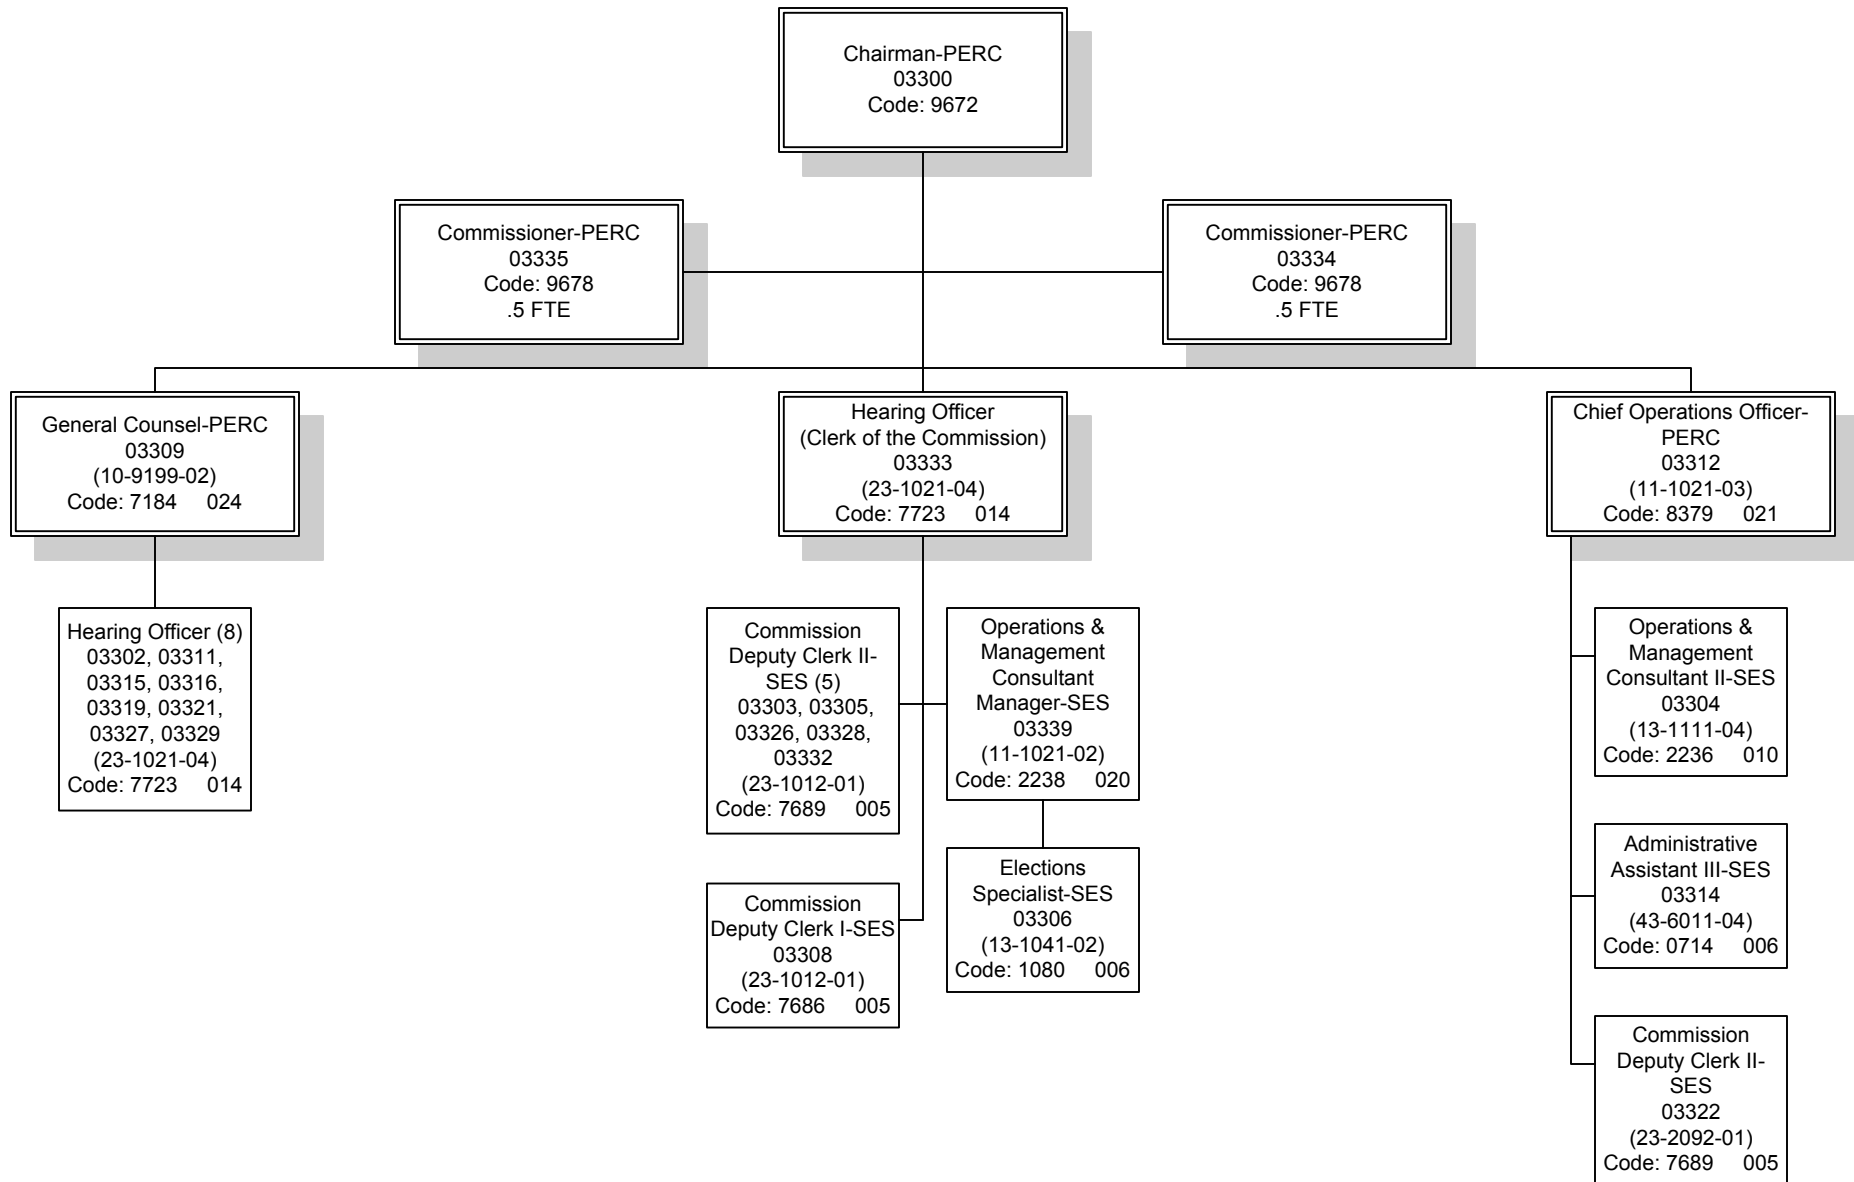 Chairman-PERC
03300
Code: 9672
Commissioner-PERC
03335
Code: 9678
.5 FTE
Commissioner-PERC
03334
Code: 9678
.5 FTE
General Counsel-PERC
03309
(10-9199-02)
Code: 7184 024
Hearing Officer
(Clerk of the Commission)
03333
(23-1021-04)
Code: 7723 014
Chief Operations Officer-
PERC
03312
(11-1021-03)
Code: 8379 021
Hearing Officer (8)
03302, 03311,
03315, 03316,
03319, 03321,
03327, 03329
(23-1021-04)
Code: 7723 014
Commission
Deputy Clerk II-
SES (5)
03303, 03305,
03326, 03328,
03332
(23-1012-01)
Code: 7689 005
Operations &
Management
Consultant
Manager-SES
03339
(11-1021-02)
Code: 2238 020
Operations &
Management
Consultant II-SES
03304
(13-1111-04)
Code: 2236 010
Commission
Deputy Clerk I-SES
03308
(23-1012-01)
Code: 7686 005
Elections
Specialist-SES
03306
(13-1041-02)
Code: 1080 006
Administrative
Assistant III-SES
03314
(43-6011-04)
Code: 0714 006
Commission
Deputy Clerk II-
SES
03322
(23-2092-01)
Code: 7689 005